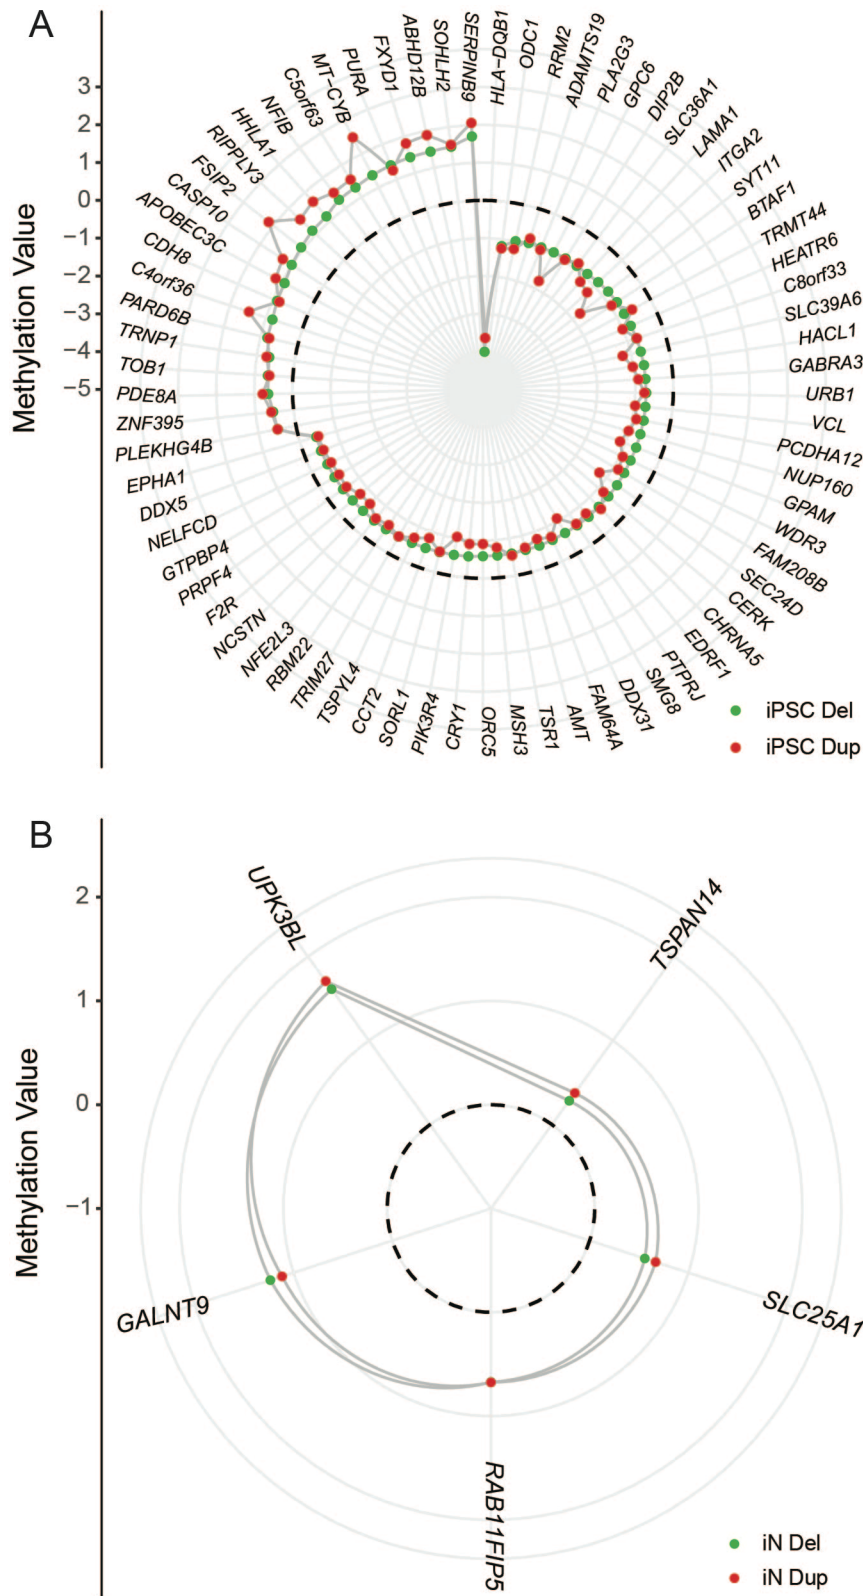 A
HLA-DQB1
ODC1
RRM2
ADAMTS19
PLA2G3
GPC6
DIP2B
SLC36A1
LAMA1
ITGA2
SYT11
BTAF1
TRMT44
HEATR6
C8orf33
SLC39A6
HACL1
GABRA3
URB1
VCL
PCDHA12
NUP160
GPAM
WDR3
FAM208B
SEC24D
CERK
CHRNA5
EDRF1
PTPRJ
SMG8
DDX31
FAM64A
AMT
TSR1
MSH3
ORC5
CRY1
PIK3R4
SORL1
CCT2
TSPYL4
TRIM27
RBM22
NFE2L3
NCSTN
F2R
PRPF4
GTPBP4
NELFCD
DDX5
EPHA1
PLEKHG4B
ZNF395
PDE8A
TOB1
TRNP1
PARD6B
C4orf36
CDH8
APOBEC3C
CASP10
FSIP2
RIPPLY3
HHLA1
NFIB
C5orf63
MT−CYB
PURA
FXYD1
ABHD12B
SOHLH2
SERPINB9
3
2
1
0
−1
−2
−3
−4
−5
Methylation Value
iPSC Del
iPSC Dup
B
UPK3BL
TSPAN14
SLC25A1
RAB11FIP5
GALNT9
2
1
0
−1
Methylation Value
iN Del
iN Dup